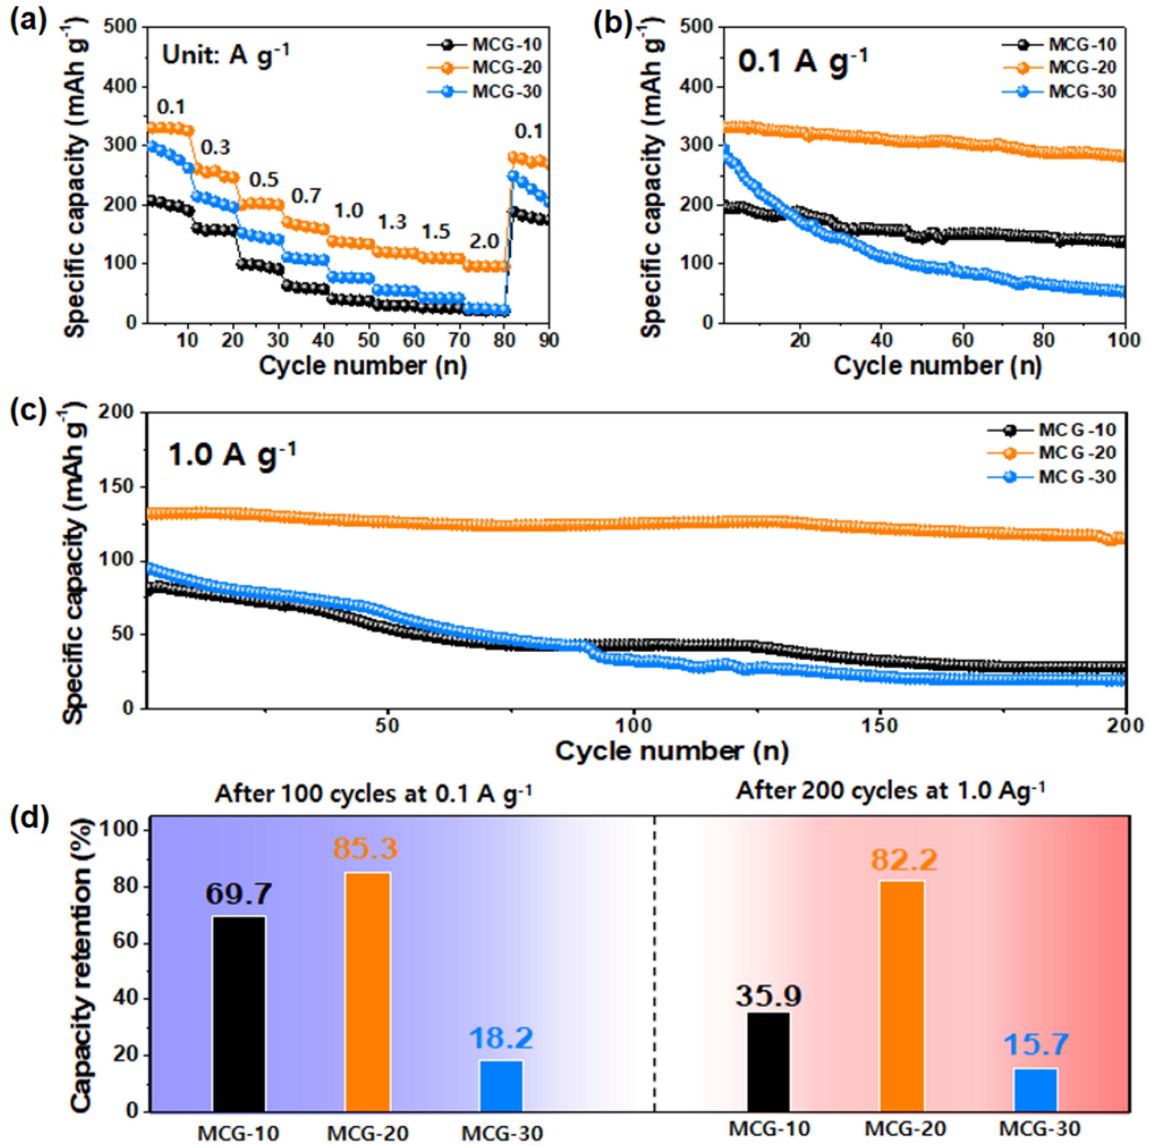 (a)
Specific capacity (mAh g-1)
500
400
300
200
100
0
Unit: A g-1
MCG-10
MCG-20
MCG-30
0.1
0.3
0.5
0.7
1.0
1.3
1.5
2.0
0.1
10 20 30 40 50 60 70 80 90
Cycle number (n)
(b)
Specific capacity (mAh g-1)
500
400
300
200
100
0
0.1 A g-1
MCG-10
MCG-20
MCG-30
20 40 60 80 100
Cycle number (n)
(c)
Specific capacity (mAh g-1)
200
150
100
50
0
1.0 A g-1
MCG-10
MCG-20
MCG-30
50 100 150 200
Cycle number (n)
(d)
Capacity retention (%)
100
80
60
40
20
0
After 100 cycles at 0.1 A g-1
69.7
85.3
18.2
MCG-10 MCG-20 MCG-30
After 200 cycles at 1.0 Ag-1
35.9
82.2
15.7
MCG-10 MCG-20 MCG-30